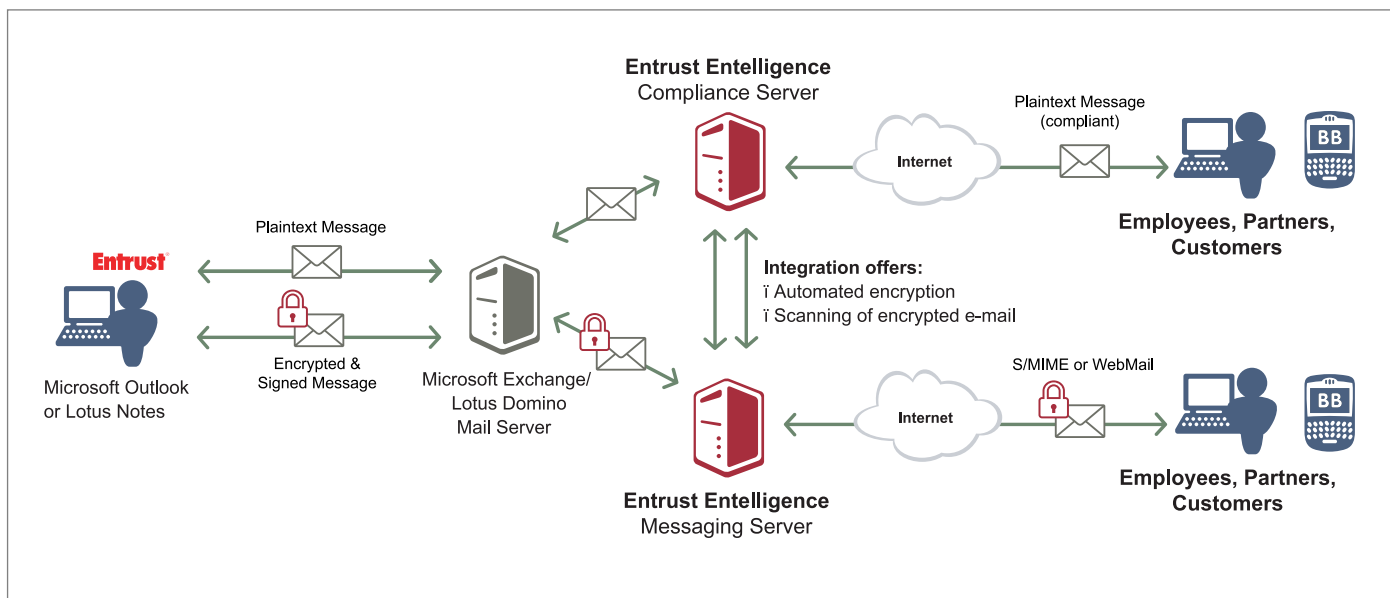 Entrust Entelligence
Compliance Server
Plaintext Message
(compliant)
Internet
BB
Employees, Partners,
Customers
Plaintext Message
Entrust®
Encrypted &
Signed Message
Microsoft Outlook
or Lotus Notes
Microsoft Exchange/
Lotus Domino
Mail Server
Integration offers:
ï Automated encryption
ï Scanning of encrypted e-mail
S/MIME or WebMail
Internet
BB
Employees, Partners,
Customers
Entrust Entelligence
Messaging Server